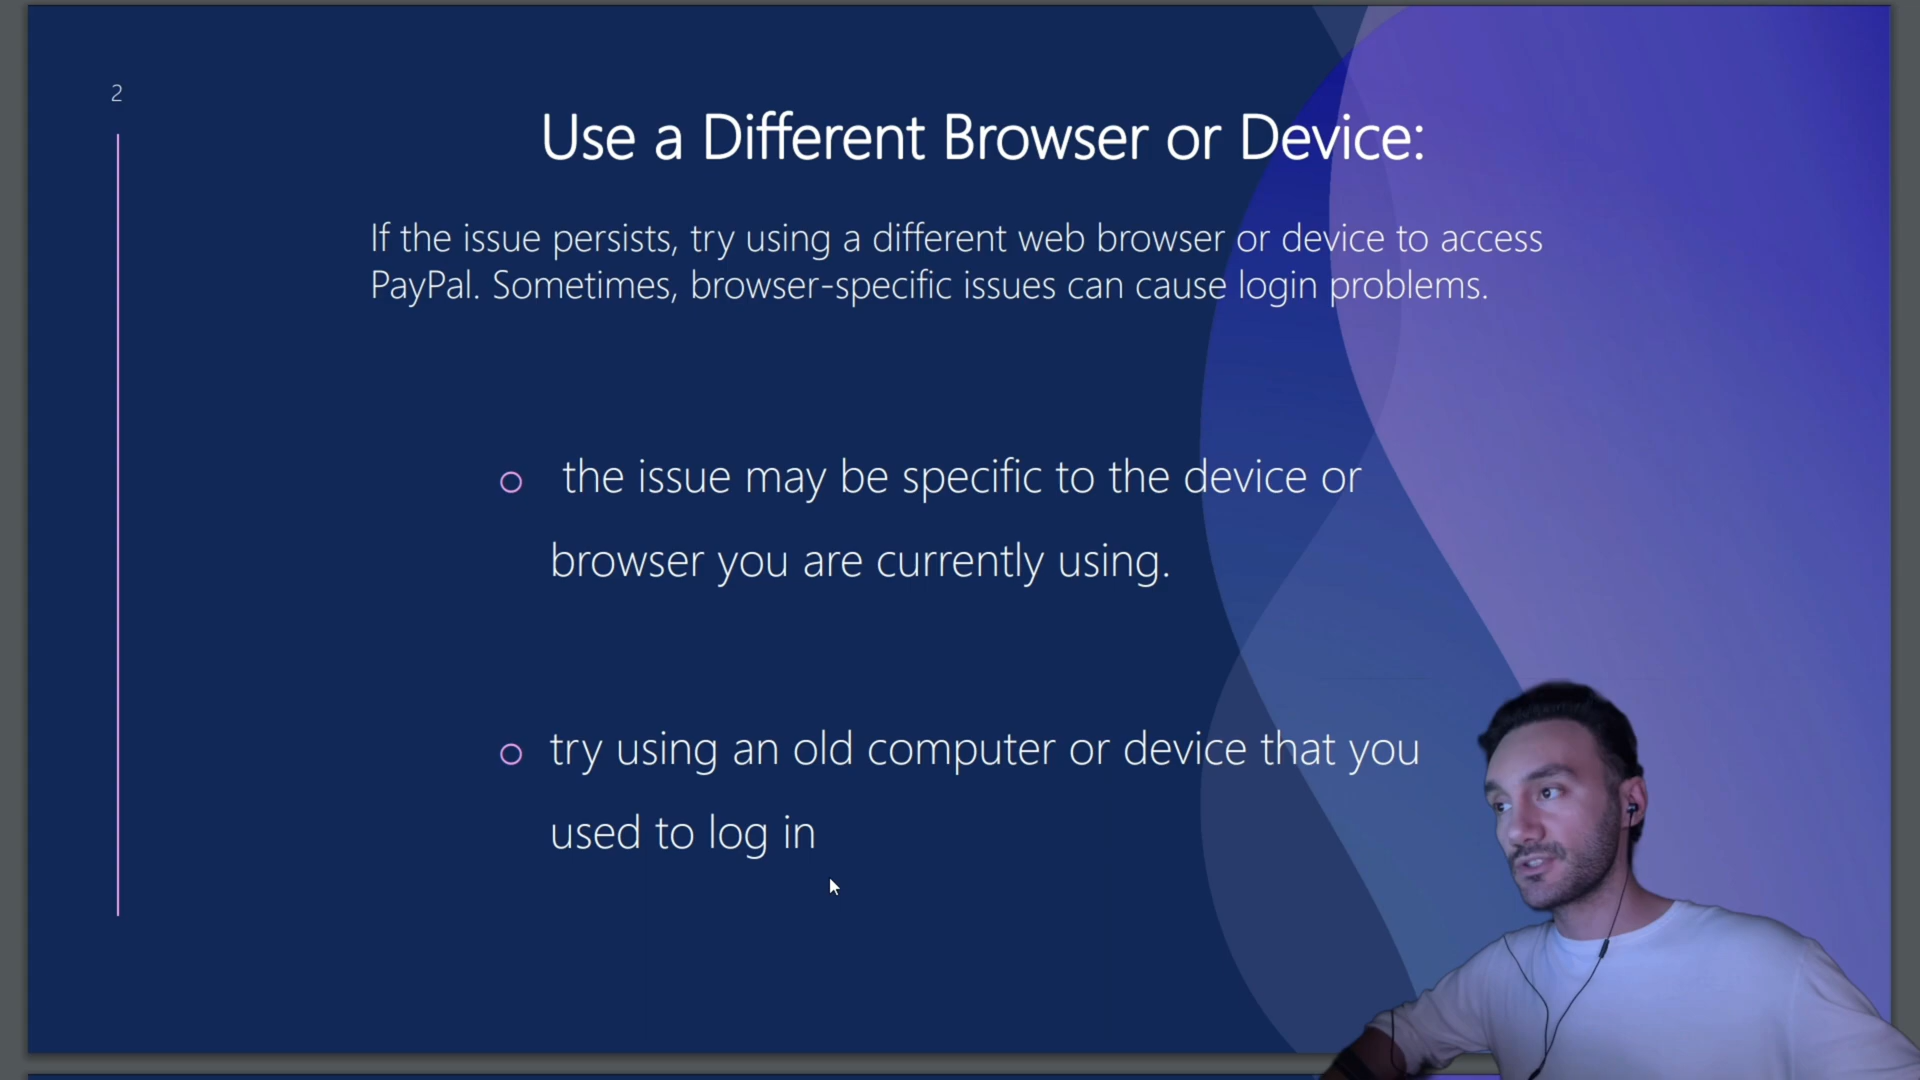 2
Use a Different Browser or Device:
If the issue persists, try using a different web browser or device to access
PayPal. Sometimes, browser-specific issues can cause login problems.
the issue may be specific to the device or
browser you are currently using.
try using an old computer or device that you
used to log in